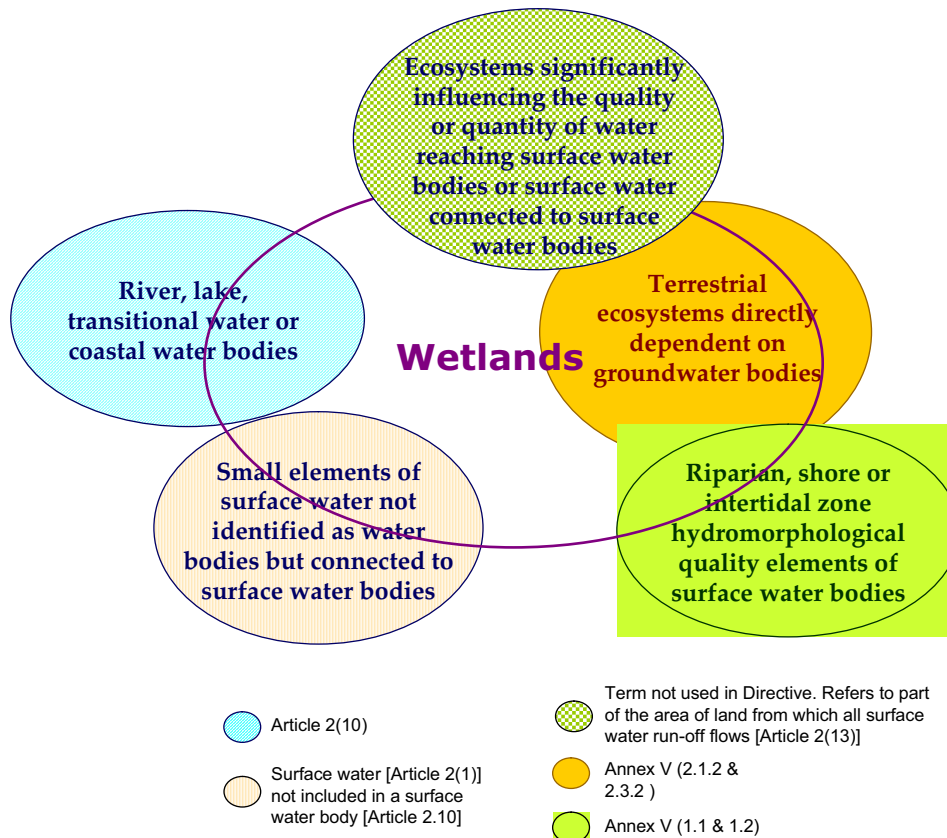 Ecosystems significantly
influencing the quality
or quantity of water
reaching surface water
bodies or surface water
connected to surface
water bodies
River, lake,
transitional water or
coastal water bodies
Wetlands
Terrestrial
ecosystems directly
dependent on
groundwater bodies
Small elements of
surface water not
identified as water
bodies but connected to
surface water bodies
Riparian, shore or
intertidal zone
hydromorphological
quality elements of
surface water bodies
Article 2(10)
Surface water [Article 2(1)]
not included in a surface
water body [Article 2.10]
Term not used in Directive. Refers to part
of the area of land from which all surface
water run-off flows [Article 2(13)]
Annex V (2.1.2 &
2.3.2 )
Annex V (1.1 & 1.2)